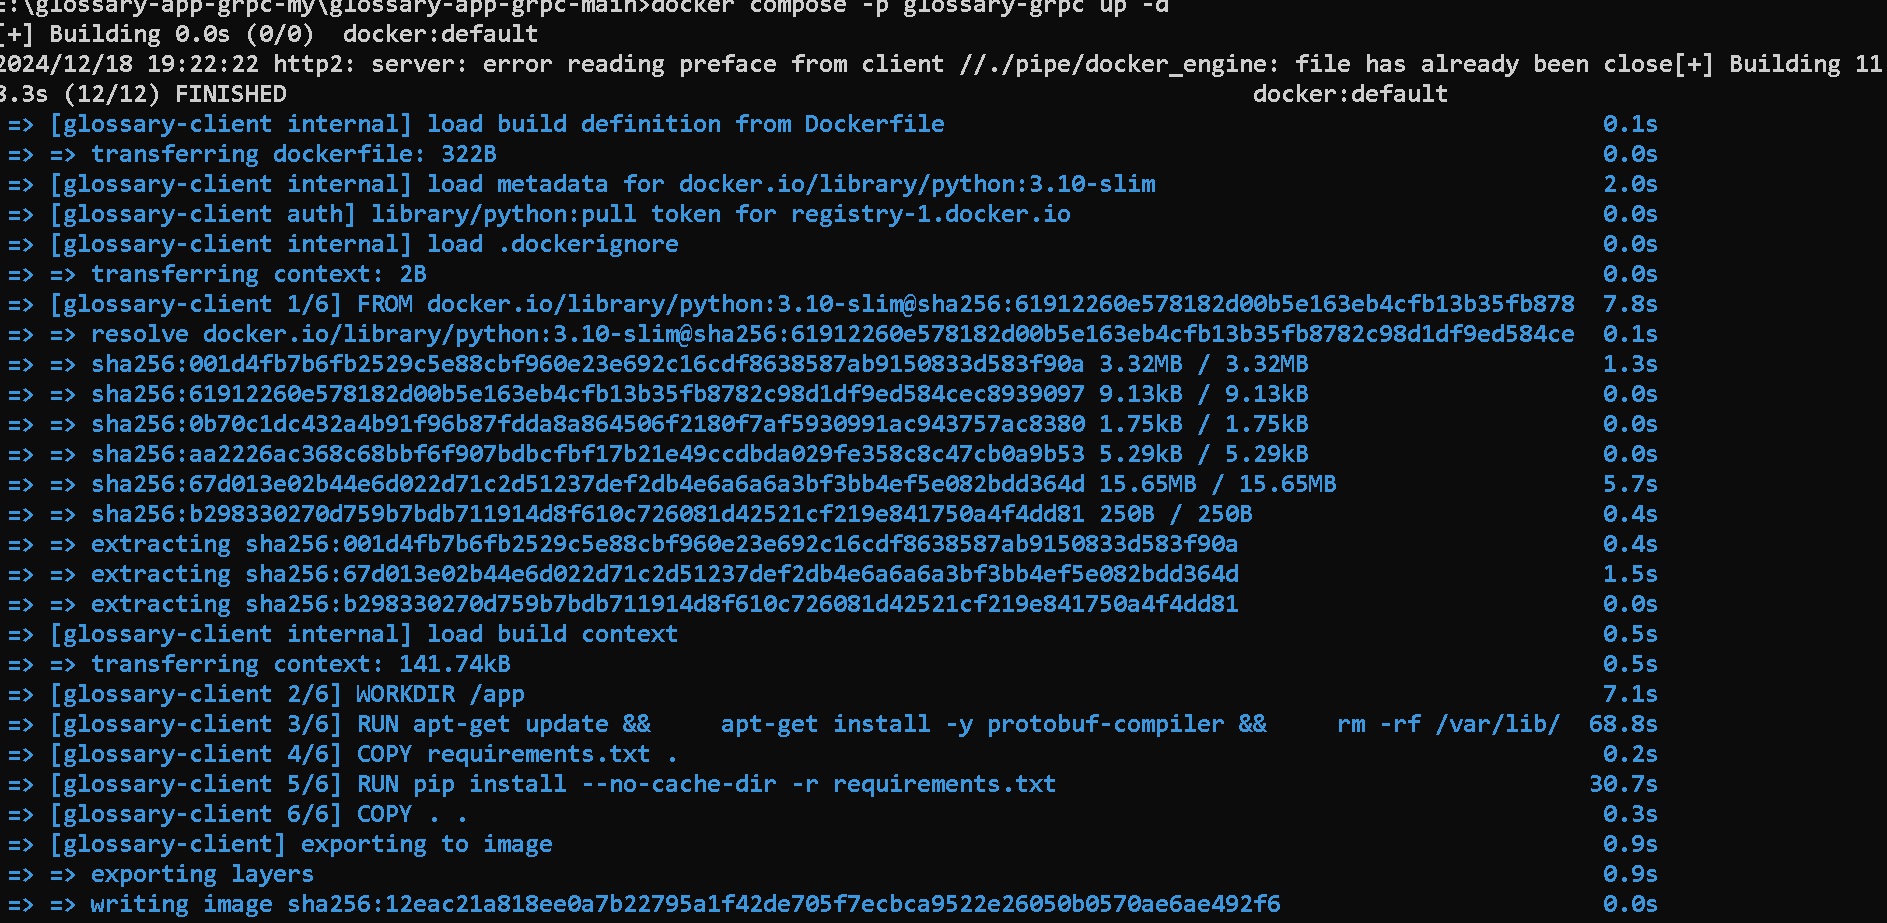 E:\glossary-app-grpc-my\glossary-app-grpc-main>docker compose -p glossary-grpc up -d
[+] Building 0.0s (0/0)  docker:default
2024/12/18 19:22:22 http2: server: error reading preface from client //./pipe/docker_engine: file has already been close[+] Building 11
3.3s (12/12) FINISHED docker:default
=> [glossary-client internal] load build definition from Dockerfile 0.1s
=> => transferring dockerfile: 322B 0.0s
=> [glossary-client internal] load metadata for docker.io/library/python:3.10-slim 2.0s
=> [glossary-client auth] library/python:pull token for registry-1.docker.io 0.0s
=> [glossary-client internal] load .dockerignore 0.0s
=> => transferring context: 2B 0.0s
=> [glossary-client 1/6] FROM docker.io/library/python:3.10-slim@sha256:61912260e578182d00b5e163eb4cfb13b35fb878 7.8s
=> => resolve docker.io/library/python:3.10-slim@sha256:61912260e578182d00b5e163eb4cfb13b35fb8782c98d1df9ed584ce 0.1s
=> => sha256:001d4fb7b6fb2529c5e88cbf960e23e692c16cdf8638587ab9150833d583f90a 3.32MB / 3.32MB 1.3s
=> => sha256:61912260e578182d00b5e163eb4cfb13b35fb8782c98d1df9ed584cec8939097 9.13kB / 9.13kB 0.0s
=> => sha256:0b70c1dc432a4b91f96b87fdda8a864506f2180f7af5930991ac943757ac8380 1.75kB / 1.75kB 0.0s
=> => sha256:aa2226ac368c68bbf6f907bdbcfbf17b21e49ccdbda029fe358c8c47cb0a9b53 5.29kB / 5.29kB 0.0s
=> => sha256:67d013e02b44e6d022d71c2d51237def2db4e6a6a6a3bf3bb4ef5e082bdd364d 15.65MB / 15.65MB 5.7s
=> => sha256:b298330270d759b7bdb711914d8f610c726081d42521cf219e841750a4f4dd81 250B / 250B 0.4s
=> => extracting sha256:001d4fb7b6fb2529c5e88cbf960e23e692c16cdf8638587ab9150833d583f90a 0.4s
=> => extracting sha256:67d013e02b44e6d022d71c2d51237def2db4e6a6a6a3bf3bb4ef5e082bdd364d 1.5s
=> => extracting sha256:b298330270d759b7bdb711914d8f610c726081d42521cf219e841750a4f4dd81 0.0s
=> [glossary-client internal] load build context 0.5s
=> => transferring context: 141.74kB 0.5s
=> [glossary-client 2/6] WORKDIR /app 7.1s
=> [glossary-client 3/6] RUN apt-get update &&     apt-get install -y protobuf-compiler &&     rm -rf /var/lib/ 68.8s
=> [glossary-client 4/6] COPY requirements.txt . 0.2s
=> [glossary-client 5/6] RUN pip install --no-cache-dir -r requirements.txt 30.7s
=> [glossary-client 6/6] COPY . . 0.3s
=> [glossary-client] exporting to image 0.9s
=> => exporting layers 0.9s
=> => writing image sha256:12eac21a818ee0a7b22795a1f42de705f7ecbca9522e26050b0570ae6ae492f6 0.0s